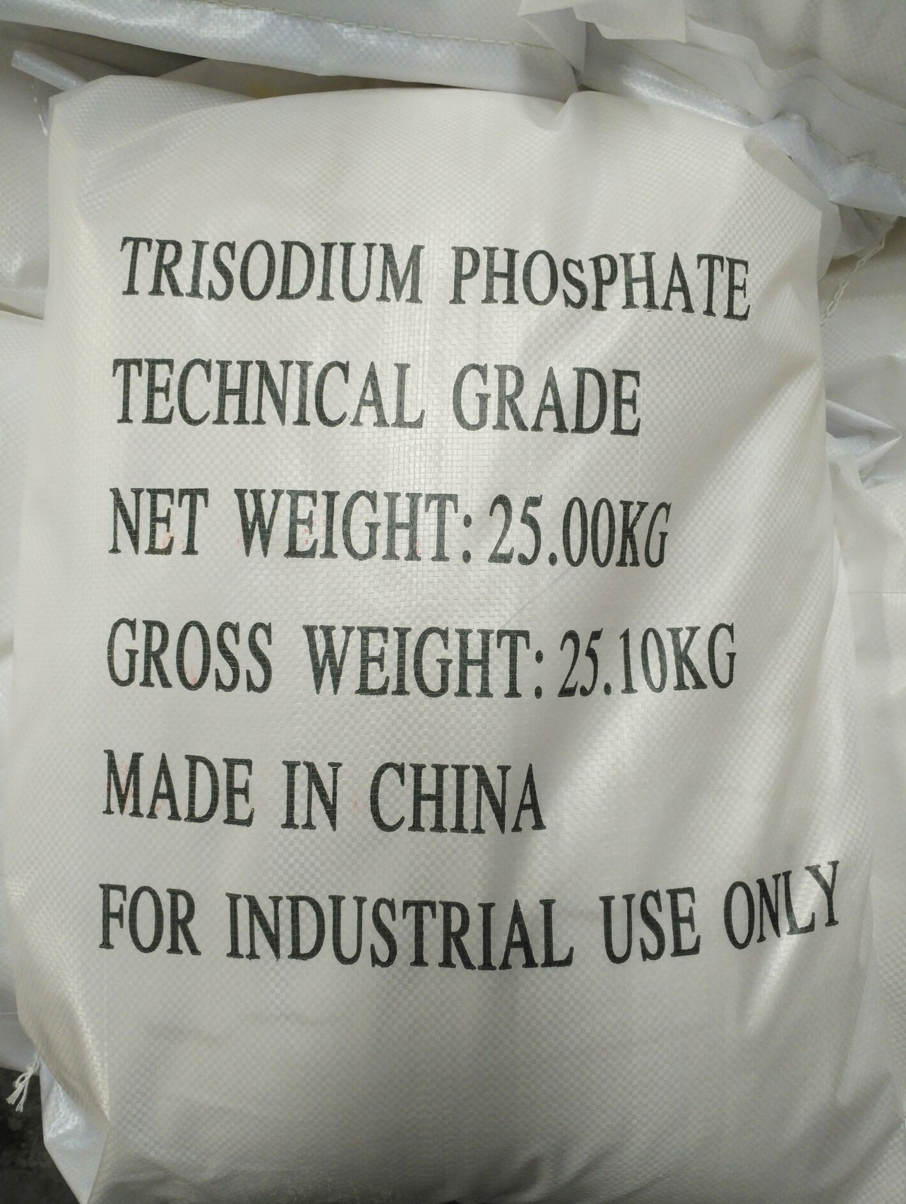 TRISODIUM PHOSPHATE
TECHNICAL GRADE
NET WEIGHT: 25.00KG
GROSS WEIGHT: 25.10KG
MADE IN CHINA
FOR INDUSTRIAL USE ONLY